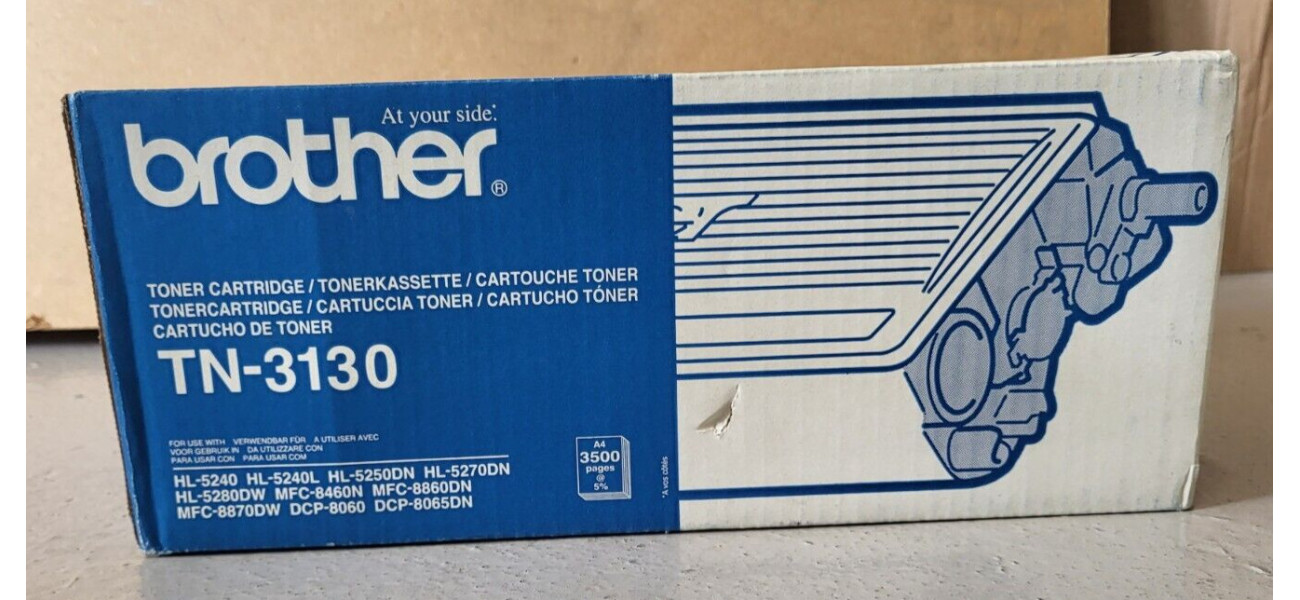 At your side.
brother®
TONER CARTRIDGE / TONERKASSETTE / CARTOUCHE TONER
TONERCARTRIDGE / CARTUCCIA TONER / CARTUCHO TÓNER
CARTUCHO DE TONER
TN-3130
FOR USE WITH VERWENDBAR FÜR A UTILISER AVEC
VOOR GEBRUIK IN DA UTILIZZARE CON
PARA USAR CON PARA USAR COM
HL-5240 HL-5240L HL-5250DN HL-5270DN
HL-5280DW MFC-8460N MFC-8860DN
MFC-8870DW DCP-8060 DCP-8065DN
A4
3500
pages
@
5%
*A vos côtés